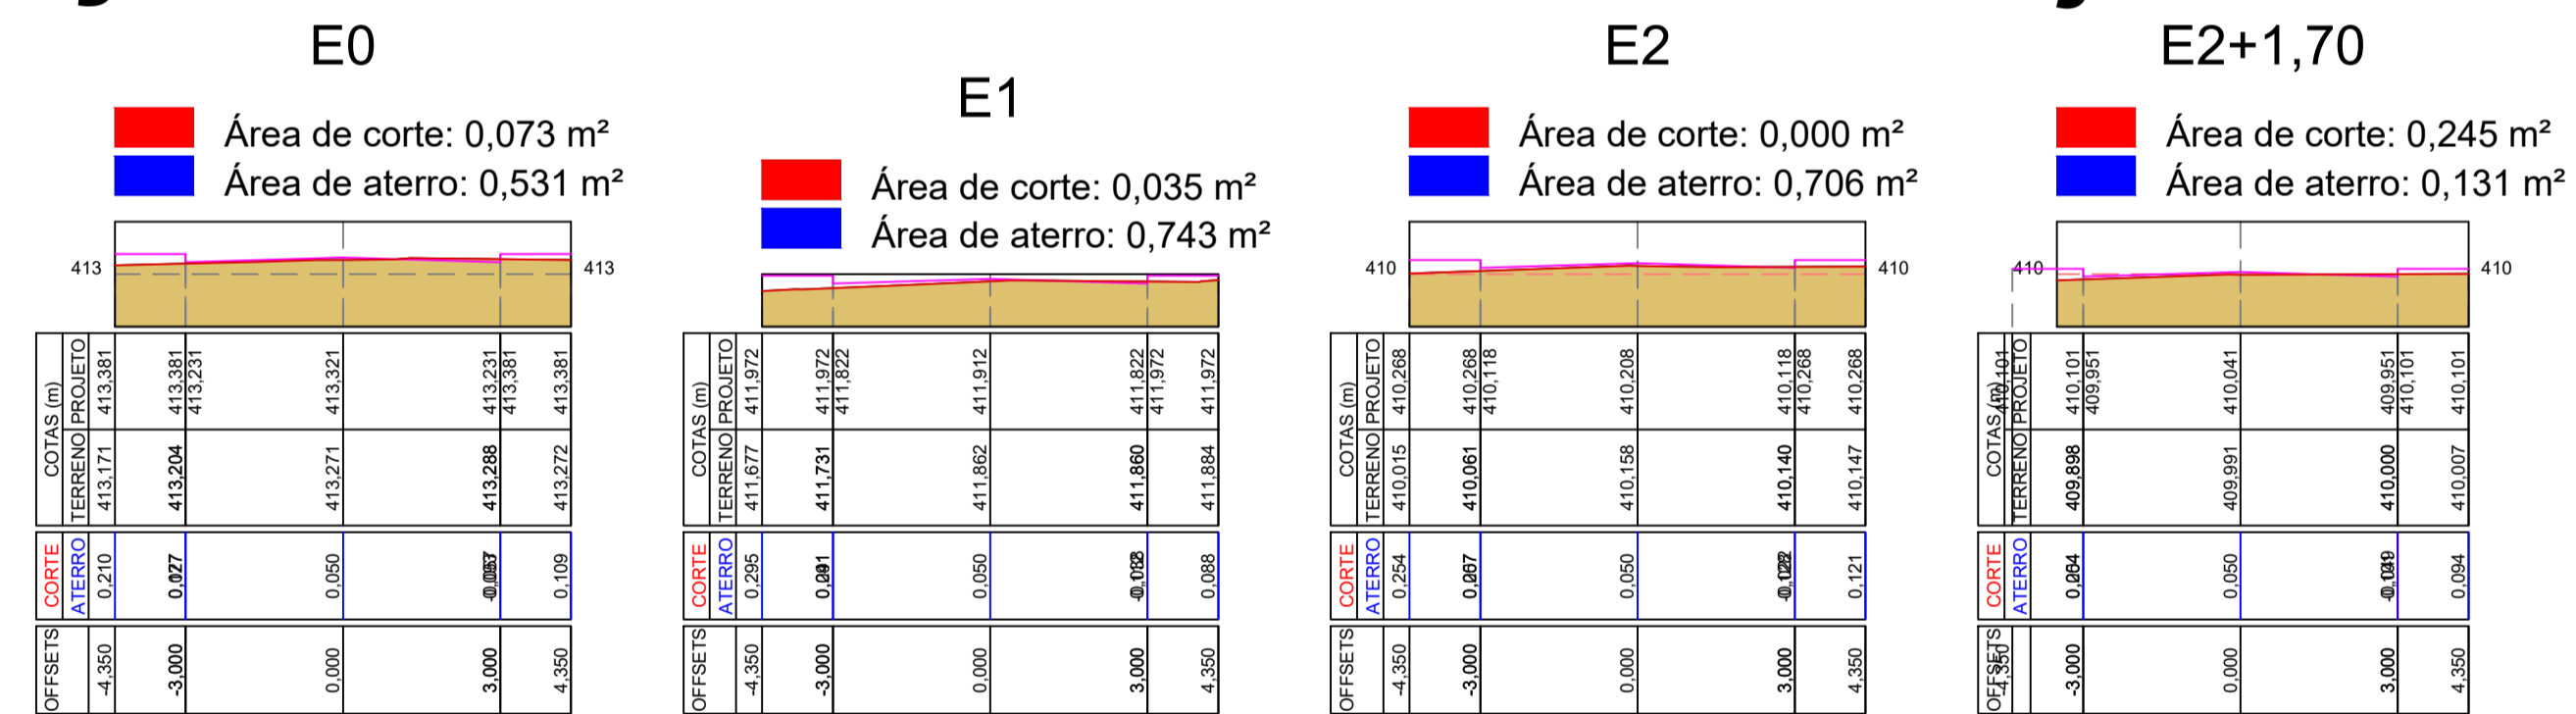 E0
Área de corte: 0,073 m²
Área de aterro: 0,531 m²
413
413
COTAS (m)
PROJETO
413,381
413,381
413,231
413,321
413,231
413,381
413,381
TERRENO
413,171
413,204
413,271
413,288
413,272
CORTE
ATERRO
0,210
0,050
0,109
OFFSETS
-4,350
-3,000
0,000
3,000
4,350
E1
Área de corte: 0,035 m²
Área de aterro: 0,743 m²
COTAS (m)
PROJETO
411,972
411,972
411,822
411,912
411,822
411,972
411,972
TERRENO
411,677
411,731
411,862
411,860
411,884
CORTE
ATERRO
0,295
0,050
0,088
OFFSETS
-4,350
-3,000
0,000
3,000
4,350
E2
Área de corte: 0,000 m²
Área de aterro: 0,706 m²
410
410
COTAS (m)
PROJETO
410,268
410,268
410,118
410,208
410,118
410,268
410,268
TERRENO
410,015
410,061
410,158
410,140
410,147
CORTE
ATERRO
0,254
0,050
0,121
OFFSETS
-4,350
-3,000
0,000
3,000
4,350
E2+1,70
Área de corte: 0,245 m²
Área de aterro: 0,131 m²
410
410
COTAS (m)
PROJETO
410,101
410,101
409,951
410,041
409,951
410,101
410,101
TERRENO
409,898
409,991
410,000
410,007
CORTE
ATERRO
0,050
0,094
OFFSETS
-4,350
-3,000
0,000
3,000
4,350